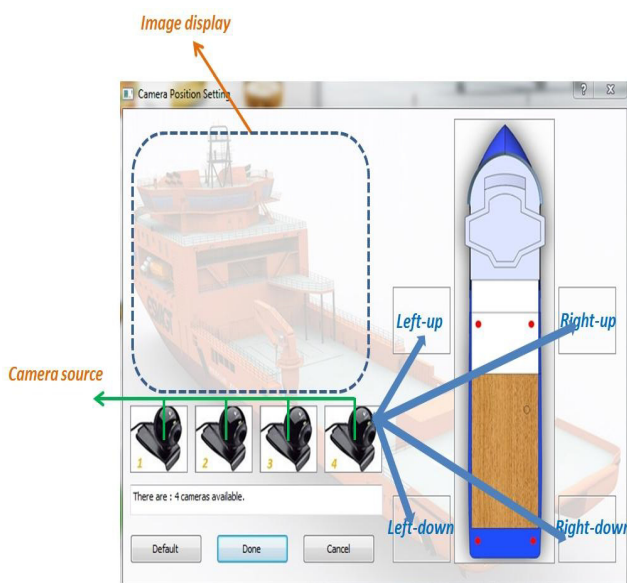 Image display
Camera Position Setting
Left-up
Right-up
Camera source
1
2
3
4
There are : 4 cameras available.
Left-down
Right-down
Default
Done
Cancel